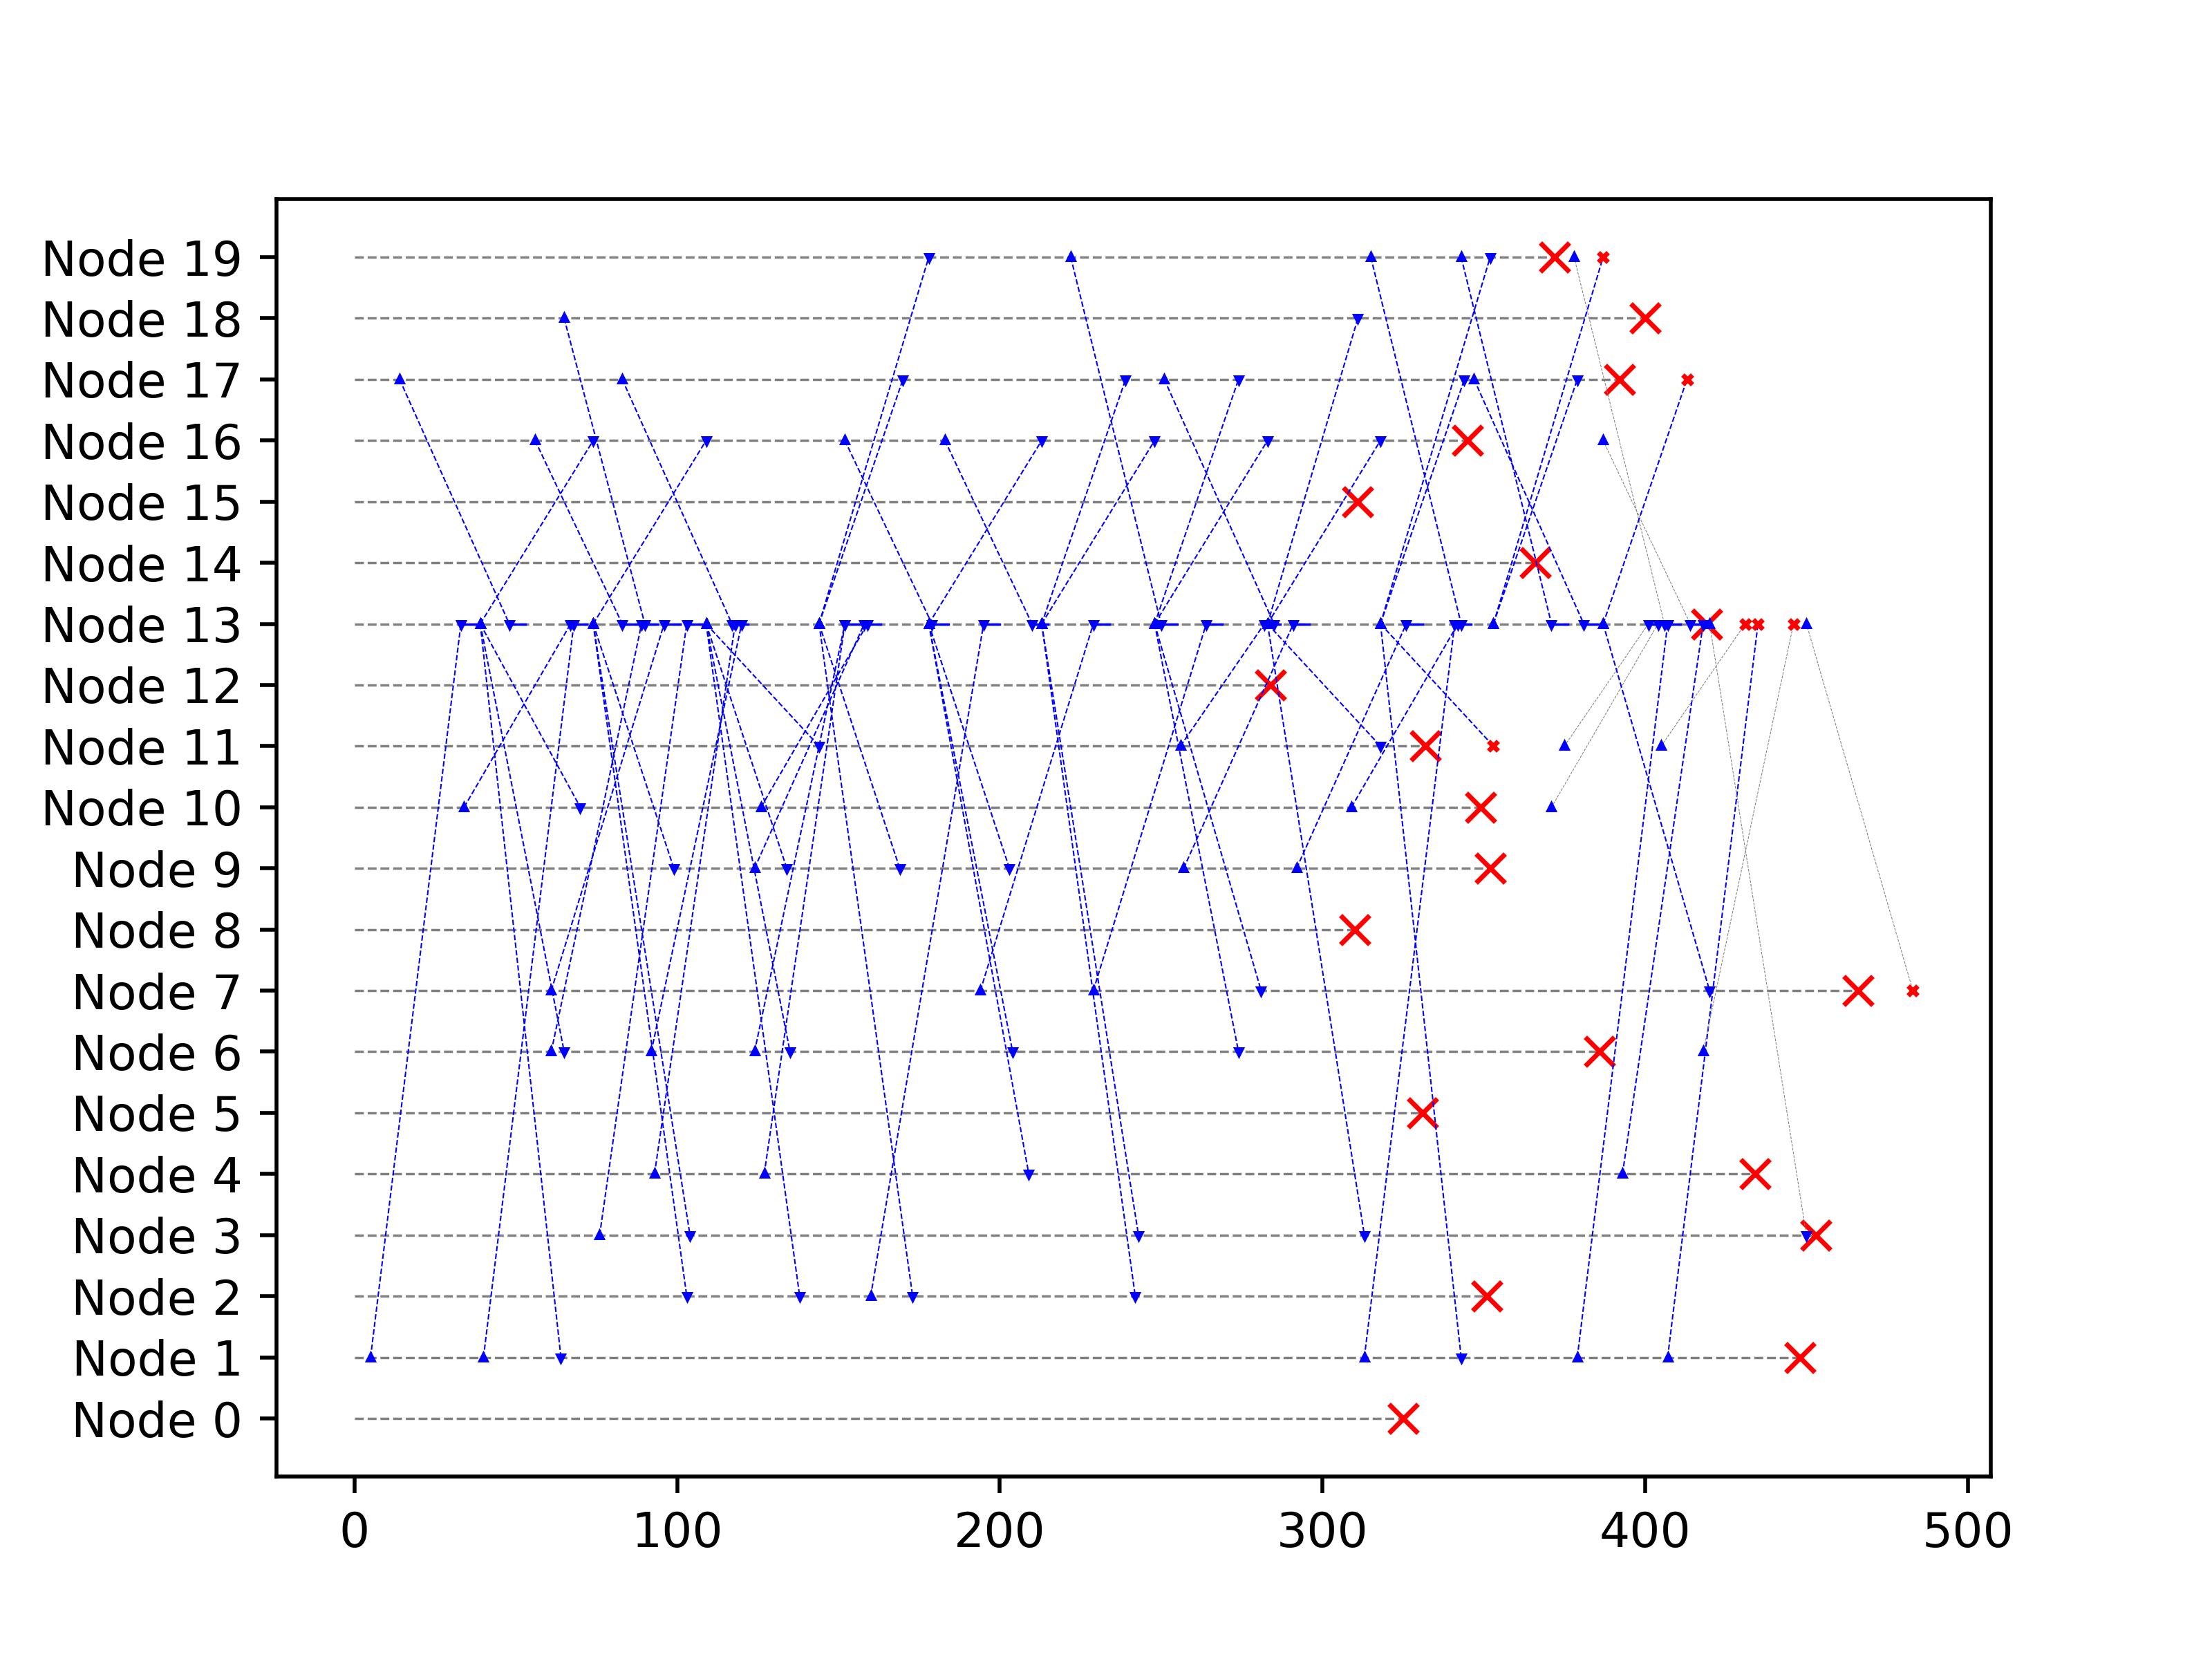 Node 19
Node 18
Node 17
Node 16
Node 15
Node 14
Node 13
Node 12
Node 11
Node 10
Node 9
Node 8
Node 7
Node 6
Node 5
Node 4
Node 3
Node 2
Node 1
Node 0
0 100 200 300 400 500